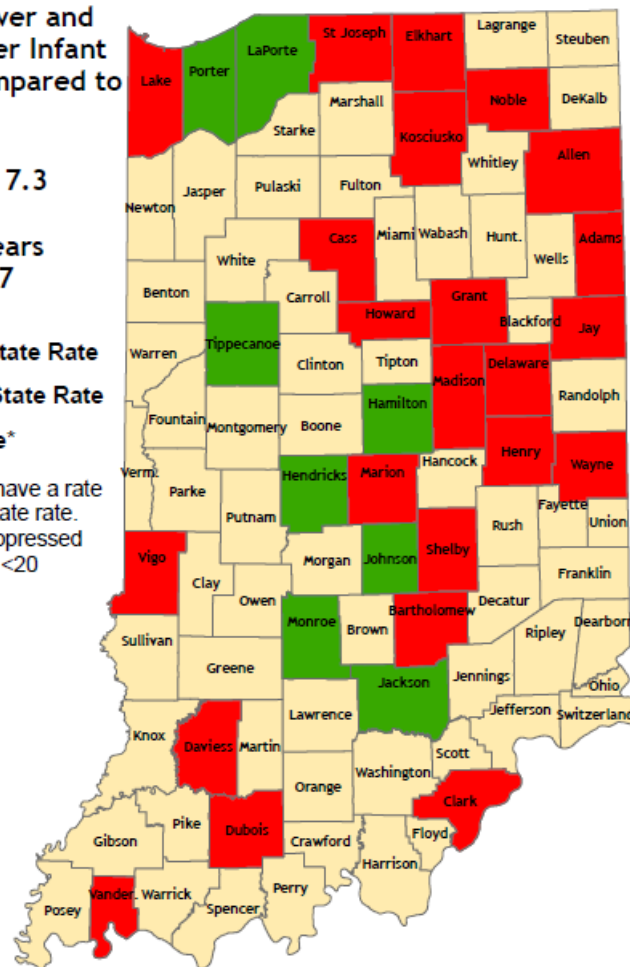 ver and
er Infant
mpared to
7.3
ears
7
tate Rate
State Rate
e*
have a rate
ate rate.
opressed
<20
St Joseph
Elkhart
Lagrange
Steuben
LaPorte
Porter
Lake
Noble
DeKalb
Marshall
Starke
Kosciusko
Whitley
Allen
Newton
Jasper
Pulaski
Fulton
Miami
Wabash
Hunt.
Wells
Adams
White
Cass
Benton
Carroll
Grant
Howard
Blackford
Jay
Tippecanoe
Warren
Clinton
Tipton
Madison
Delaware
Randolph
Hamilton
Fountain
Montgomery
Boone
Hancock
Henry
Wayne
Verm.
Parke
Hendricks
Marion
Putnam
Rush
Fayette
Union
Vigo
Morgan
Johnson
Shelby
Clay
Owen
Franklin
Decatur
Bartholomew
Monroe
Brown
Sullivan
Ripley
Dearborn
Greene
Jennings
Jackson
Ohio
Lawrence
Jefferson
Switzerland
Knox
Daviess
Martin
Scott
Washington
Orange
Clark
Pike
Dubois
Gibson
Crawford
Floyd
Harrison
Vander.
Warrick
Perry
Posey
Spencer